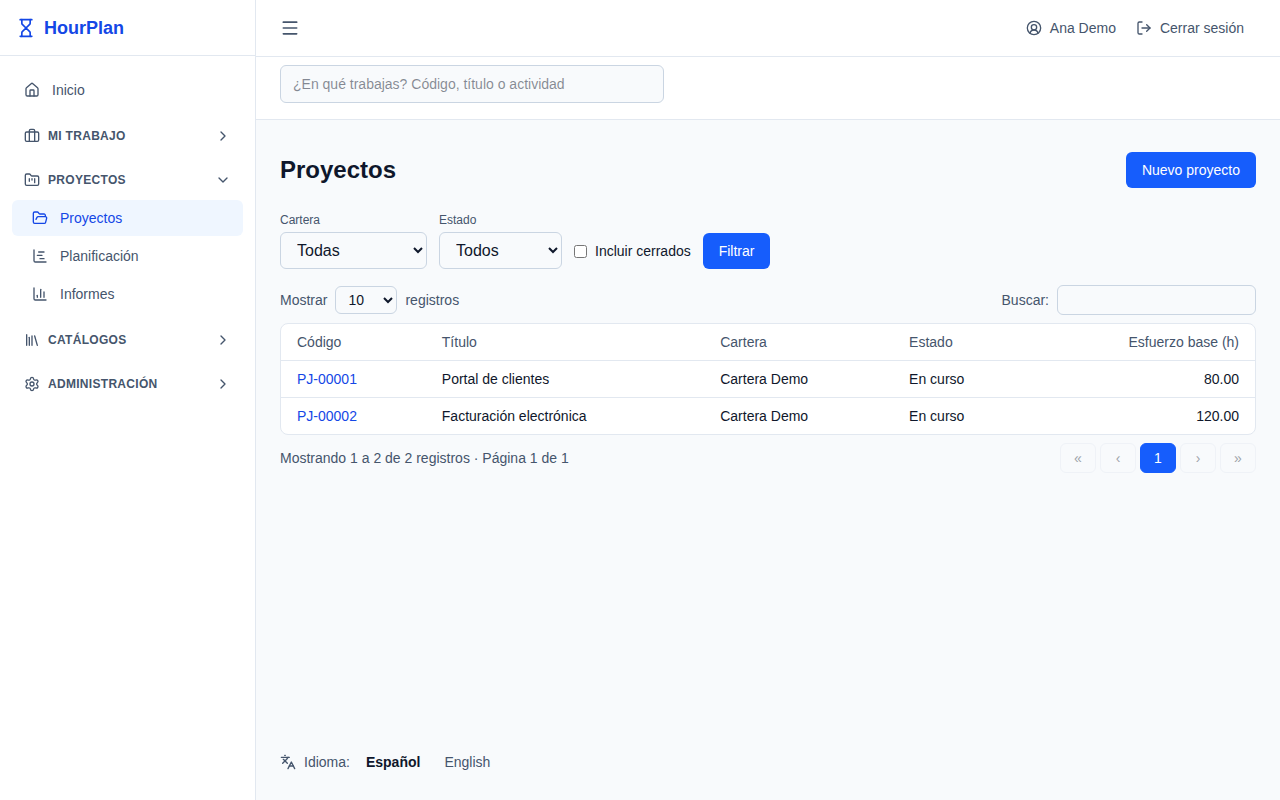 HourPlan
Ana Demo
Cerrar sesión
¿En qué trabajas? Código, título o actividad
Inicio
MI TRABAJO
PROYECTOS
Proyectos
Planificación
Informes
CATÁLOGOS
ADMINISTRACIÓN
Proyectos
Nuevo proyecto
Cartera Estado
Todas Todos Incluir cerrados Filtrar
Mostrar 10 registros Buscar:
Código Título Cartera Estado Esfuerzo base (h)
PJ-00001 Portal de clientes Cartera Demo En curso 80.00
PJ-00002 Facturación electrónica Cartera Demo En curso 120.00
Mostrando 1 a 2 de 2 registros · Página 1 de 1 « ‹ 1 › »
Idioma: Español English